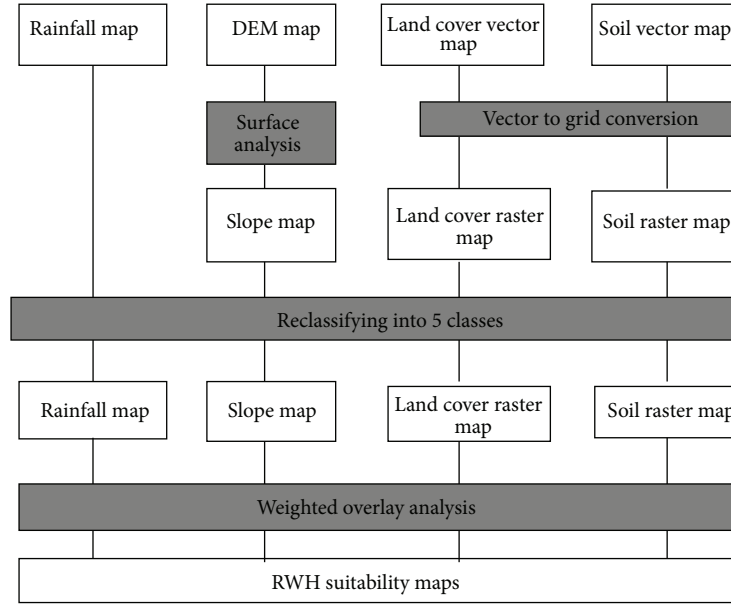 Rainfall map
DEM map
Land cover vector
map
Soil vector map
Surface
analysis
Vector to grid conversion
Slope map
Land cover raster
map
Soil raster map
Reclassifying into 5 classes
Rainfall map
Slope map
Land cover raster
map
Soil raster map
Weighted overlay analysis
RWH suitability maps